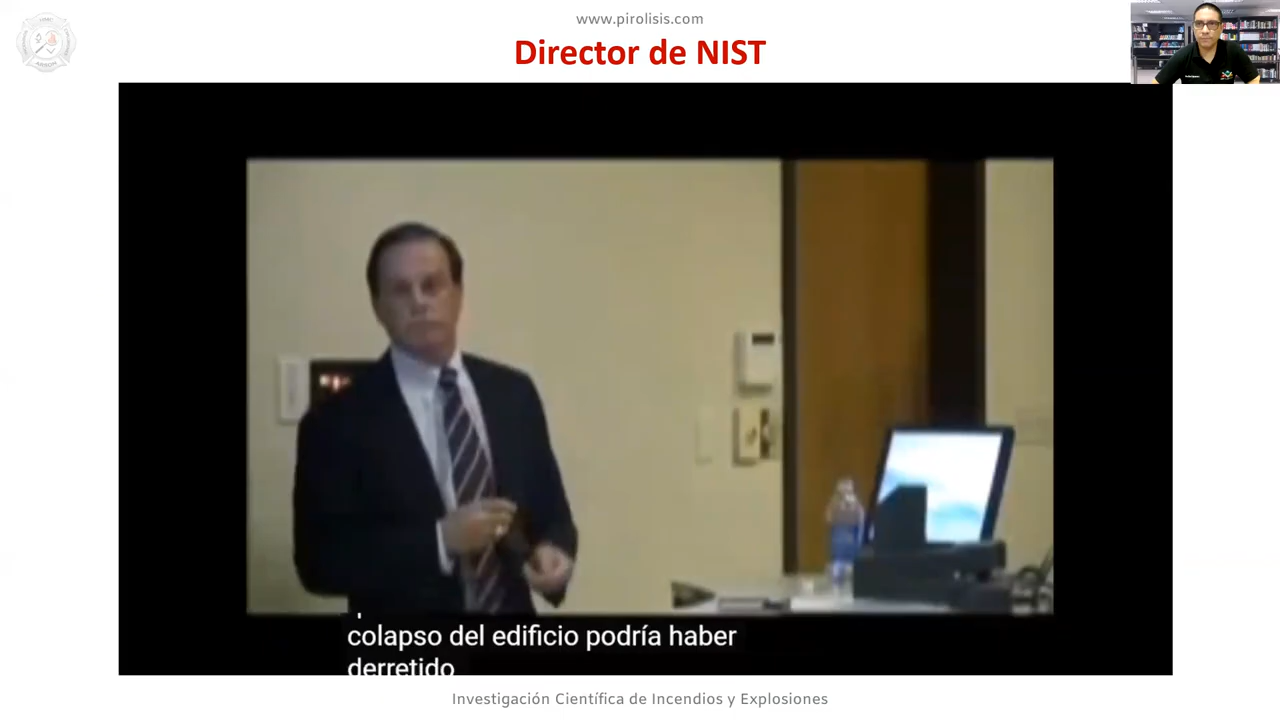 www.pirolisis.com
Director de NIST
colapso del edificio podría haber
derretido
Investigación Científica de Incendios y Explosiones